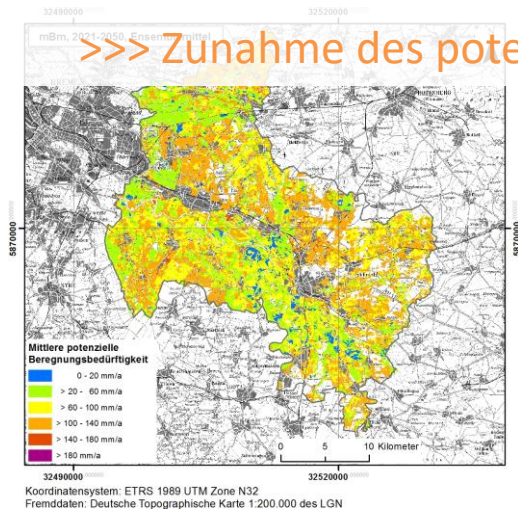 32490000 32520000
mBm, 2021-2050, Ensemblemittel
>>> Zunahme des pote
5870000 5870000
Mittlere potenzielle
Beregnungsbedürftigkeit
0 - 20 mm/a
> 20 - 60 mm/a
> 60 - 100 mm/a
> 100 - 140 mm/a
> 140 - 180 mm/a
> 180 mm/a
0 5 10 Kilometer
32490000 32520000
Koordinatensystem: ETRS 1989 UTM Zone N32
Fremddaten: Deutsche Topographische Karte 1:200.000 des LGN